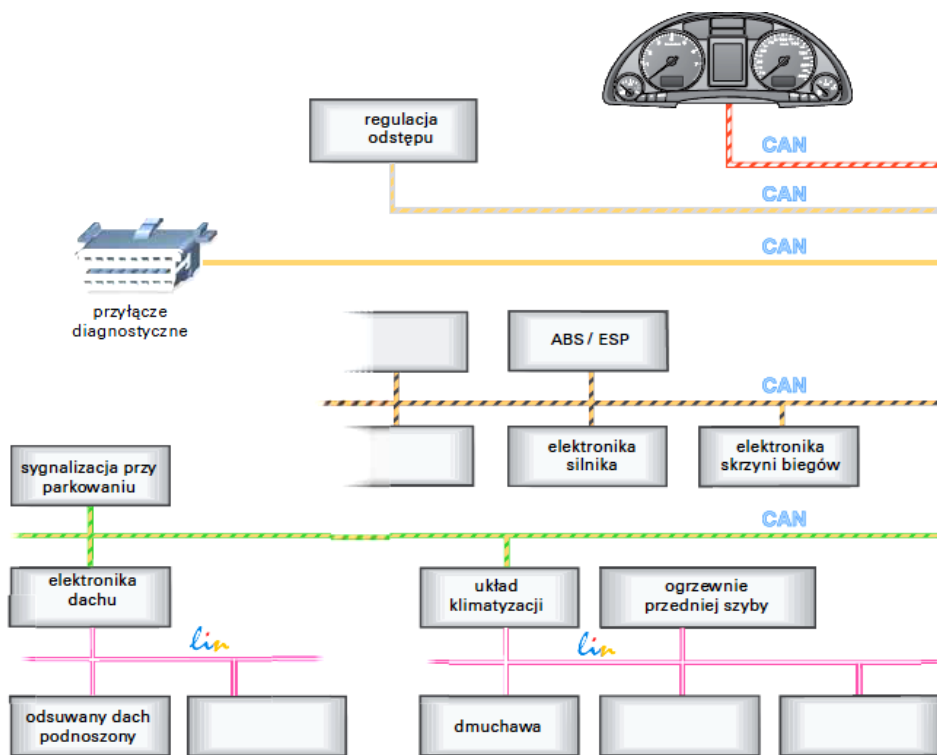 regulacja
odstępu
CAN
CAN
CAN
przyłącze
diagnostyczne
ABS / ESP
CAN
elektronika
silnika
elektronika
skrzyni biegów
sygnalizacja przy
parkowaniu
CAN
elektronika
dachu
układ
klimatyzacji
ogrzewnie
przedniej szyby
lin
lin
odsuwany dach
podnoszony
dmuchawa